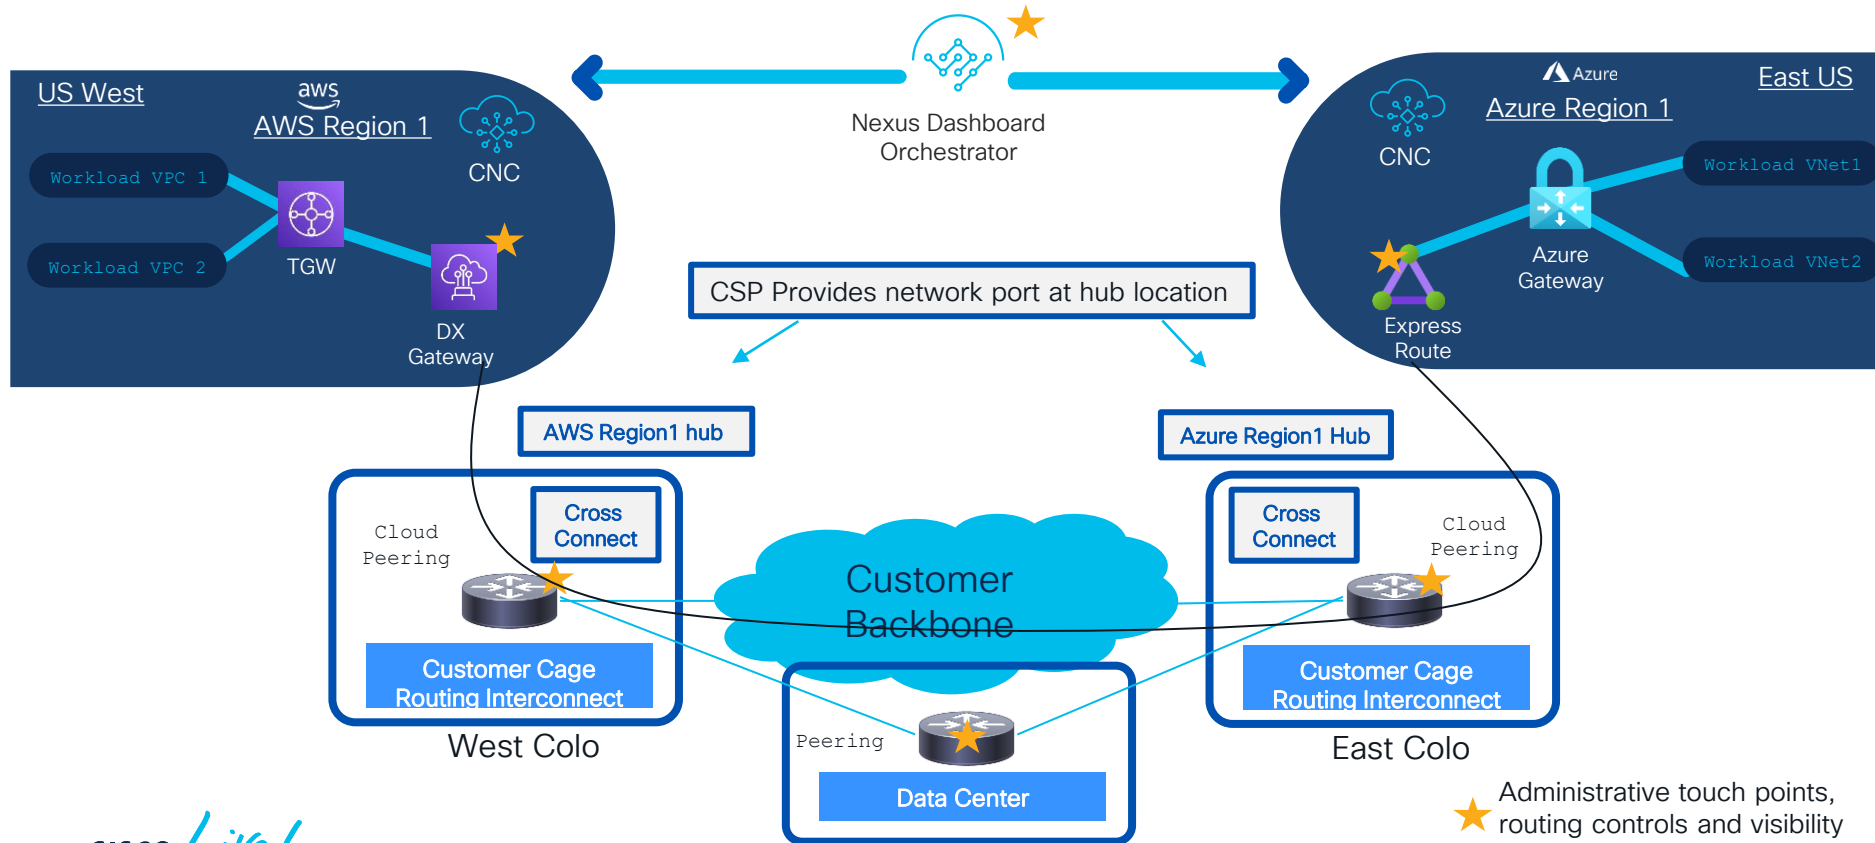 US West
aws
AWS Region 1
CNC
Workload VPC 1
Workload VPC 2
TGW
DX
Gateway
Nexus Dashboard
Orchestrator
Azure
Azure Region 1
East US
CNC
Workload VNet1
Workload VNet2
Azure
Gateway
Express
Route
CSP Provides network port at hub location
AWS Region1 hub
Azure Region1 Hub
Cross
Connect
Cloud
Peering
Customer Cage
Routing Interconnect
West Colo
Customer
Backbone
Peering
Data Center
Cross
Connect
Cloud
Peering
Customer Cage
Routing Interconnect
East Colo
Administrative touch points,
routing controls and visibility